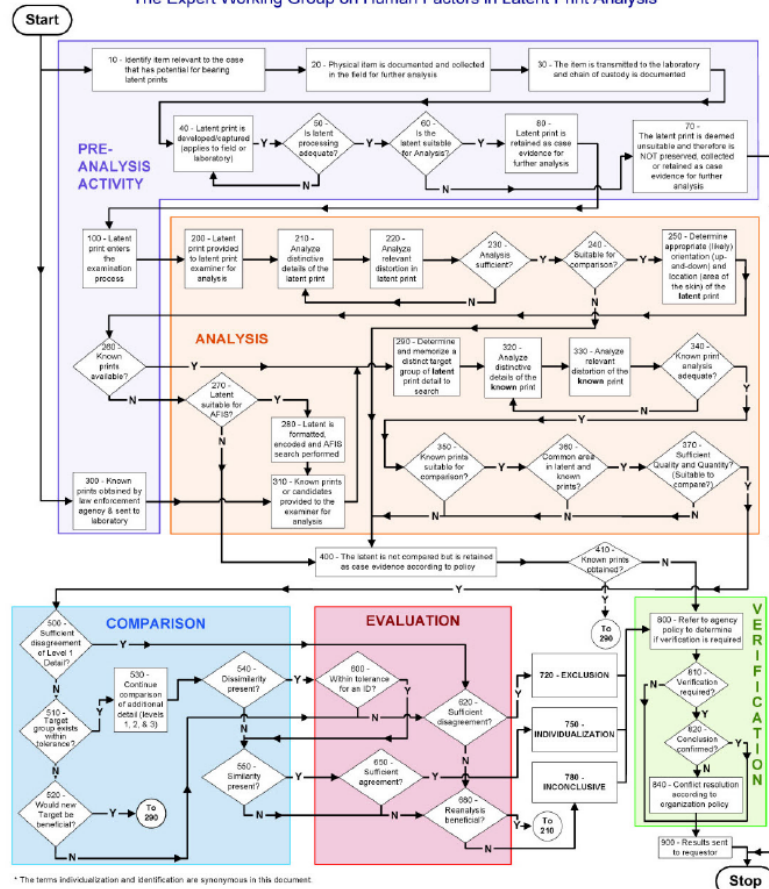 The Expert Working Group on Human Factors in Latent Print Analysis
Start
10 - Identify item relevant to the case
that has potential for bearing
latent prints
20 - Physical item is documented and collected
in the field for further analysis
30 - The item is transmitted to the laboratory
and chain of custody is documented
PRE-
ANALYSIS
ACTIVITY
40 - Latent print is
developed/captured
(applies to field or
laboratory)
Y
50 -
Is latent
processing
adequate?
N
Y
60 -
Is the
latent
suitable
for Analysis?
Y
N
80 -
Latent print is
retained as case
evidence for
further analysis
70 -
The latent print is deemed
unsuitable and therefore is
NOT preserved, collected
or retained as case
evidence for further
analysis
100 - Latent
print enters
the
examination
process
200 - Latent
print provided
to latent print
examiner for
analysis
210 -
Analyze
distinctive
details of the
latent print
220 -
Analyze
relevant
distortion in
latent print
230 -
Analysis
sufficient?
Y
N
240 -
Suitable
for comparison?
Y
N
250 - Determine
appropriate (likely)
orientation (up-
and-down) and
location (area of
the skin) of the
latent print
ANALYSIS
260 -
Known
prints
available?
Y
N
270 -
Latent
suitable
for AFIS?
Y
N
280 - Latent is
formatted,
encoded and AFIS
search performed
290 - Determine
and memorize a
distinct target
group of latent
print detail to
search
320 -
Analyze
distinctive
details of the
known print
330 - Analyze
relevant
distortion of the
known print
340 -
Known print
analysis
adequate?
N
Y
300 - Known
prints obtained by
law enforcement
agency & sent to
laboratory
310 - Known prints
or candidates
provided to the
examiner for
analysis
350 -
Known prints
suitable for
comparison?
Y
N
360 -
Common area
in latent and
known
prints?
Y
N
370 -
Sufficient
Quality and Quantity?
(Suitable to
compare?)
Y
N
400 - The latent is not compared but is retained
as case evidence according to policy
410 -
Known prints
obtained?
N
Y
To
290
COMPARISON
EVALUATION
VERIFICATION
500 -
Sufficient
disagreement
of Level 1
Detail?
Y
N
510 -
Target
group exists
within
tolerance?
Y
N
530 -
Continue
comparison
of additional
detail (levels
1, 2, & 3)
540 -
Dissimilarity
present?
Y
N
600 -
Within tolerance
for an ID?
Y
N
620 -
Sufficient
disagreement?
Y
N
720 - EXCLUSION
750 -
INDIVIDUALIZATION
780 -
INCONCLUSIVE
800 - Refer to agency
policy to determine
if verification is required
810 -
Verification
required?
N
Y
820 -
Conclusion
confirmed?
Y
N
840 - Conflict resolution
according to
organization policy
520 -
Would new
Target be
beneficial?
Y
N
To
290
550 -
Similarity
present?
Y
N
650 -
Sufficient
agreement?
Y
N
680 -
Reanalysis
beneficial?
Y
N
To
210
900 - Results sent
to requestor
Stop
* The terms individualization and identification are synonymous in this document.